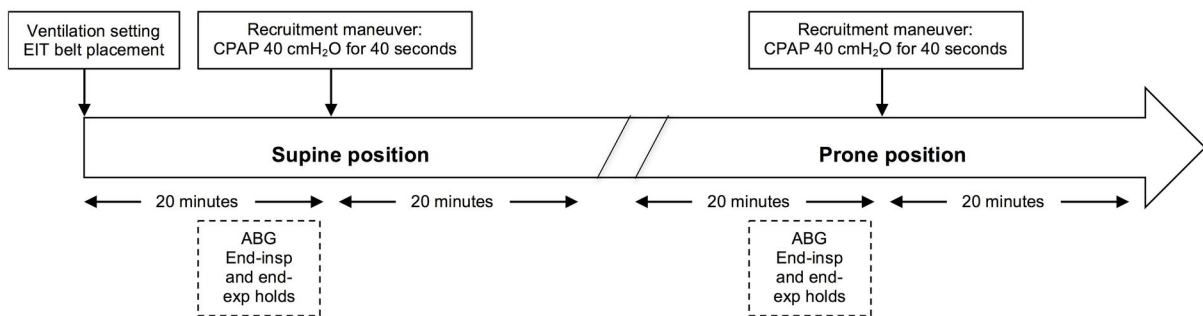 Ventilation setting
EIT belt placement
Recruitment maneuver:
CPAP 40 cmH₂O for 40 seconds
Recruitment maneuver:
CPAP 40 cmH₂O for 40 seconds
Supine position
Prone position
20 minutes
20 minutes
20 minutes
20 minutes
ABG
End-insp
and end-
exp holds
ABG
End-insp
and end-
exp holds